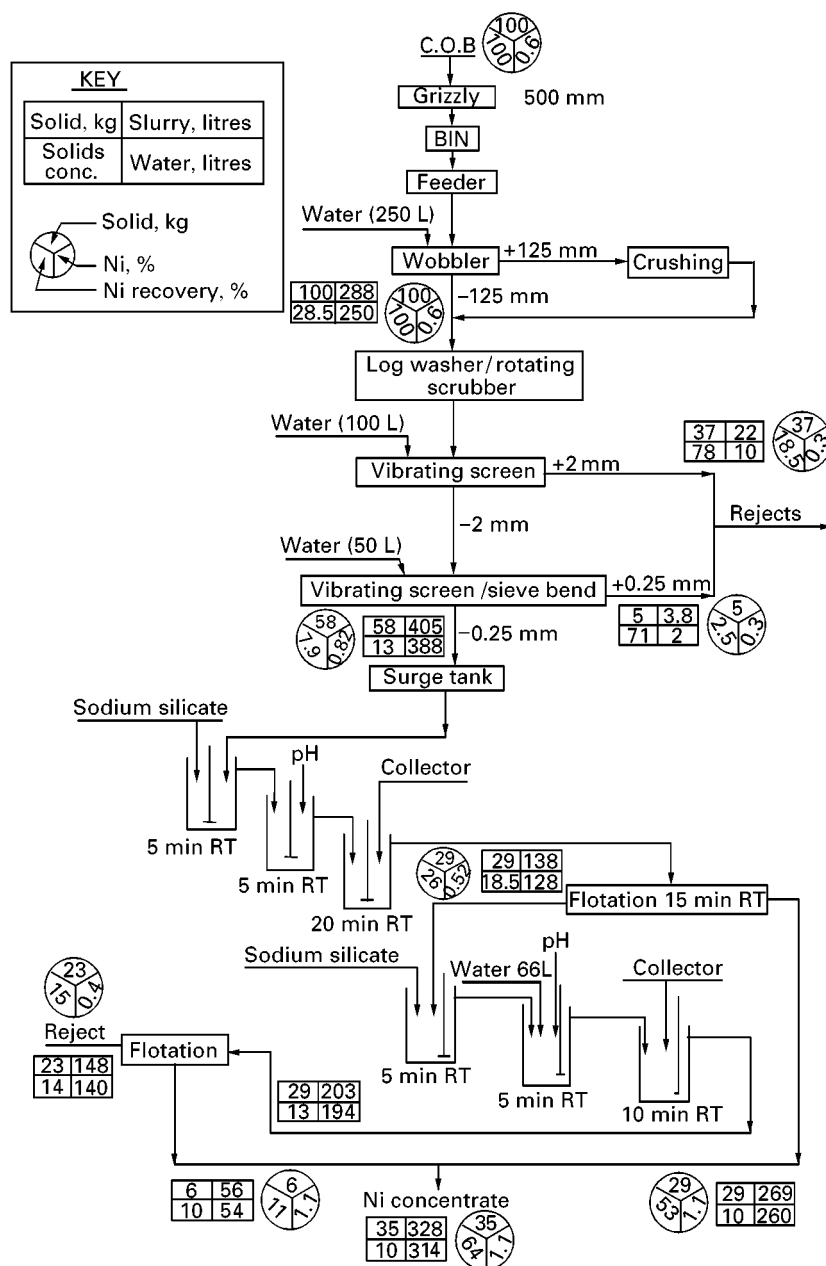 C.O.B
100
100
0.6
KEY
Solid, kg Slurry, litres
Solids conc. Water, litres
Solid, kg
Ni, %
Ni recovery, %
Grizzly 500 mm
BIN
Feeder
Water (250 L)
Wobbler +125 mm Crushing
100 288
28.5 250
100
100
0.6
–125 mm
Log washer/rotating
scrubber
Water (100 L)
Vibrating screen +2 mm
37 22
78 10
37
18.5
0.3
Rejects
–2 mm
Water (50 L)
Vibrating screen/sieve bend +0.25 mm
5 3.8
71 2
5
2.5
0.3
58
7.9
0.82
58 405
13 388
–0.25 mm
Surge tank
Sodium silicate
pH
Collector
5 min RT
5 min RT
20 min RT
29
26
0.52
29 138
18.5 128
Flotation 15 min RT
Sodium silicate
Water 66L
pH
Collector
5 min RT
5 min RT
10 min RT
23
15
0.4
Reject
Flotation
23 148
14 140
29 203
13 194
6 56
10 54
6
11
1.1
Ni concentrate
35 328
10 314
35
64
1.1
29
53
1.1
29 269
10 260